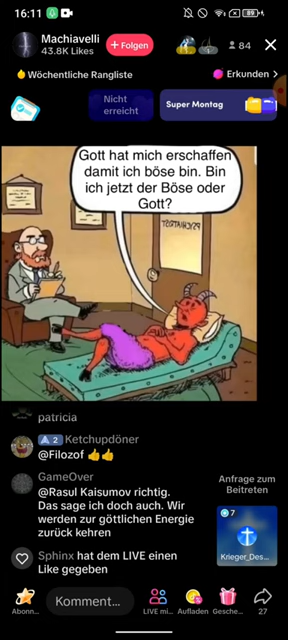 16:11
89
Machiavelli
43.8K Likes
+ Folgen
84
Wöchentliche Rangliste
Erkunden >
Nicht
erreicht
Super Montag
Gott hat mich erschaffen
damit ich böse bin. Bin
ich jetzt der Böse oder
Gott?
PSYCHIATRIST
patricia
2 Ketchupdöner
@Filozof 👍👍
GameOver
@Rasul Kaisumov richtig.
Das sage ich doch auch. Wir
werden zur göttlichen Energie
zurück kehren
Anfrage zum
Beitreten
7
Krieger_Des...
Sphinx hat dem LIVE einen
Like gegeben
Abonn...
Komment...
LIVE mi...
Aufladen
Gesche...
27